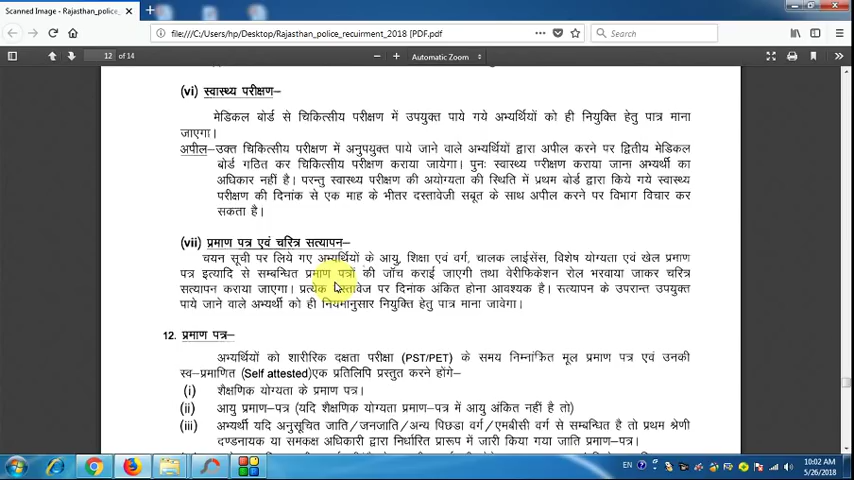 Scanned Image - Rajasthan_police_
file:///C:/Users/hp/Desktop/Rajasthan_police_recuirment_2018 [PDF.pdf
Search
12 of 14
Automatic Zoom
(vi) स्वास्थ्य परीक्षण–
मेडिकल बोर्ड से चिकित्सीय परीक्षण में उपयुक्त पाये गये अभ्यर्थियों को ही नियुक्ति हेतु पात्र माना
जाएगा।
अपील–उक्त चिकित्सीय परीक्षण में अनुपयुक्त पाये जाने वाले अभ्यर्थियों द्वारा अपील करने पर द्वितीय मेडिकल
बोर्ड गठित कर चिकित्सीय परीक्षण कराया जायेगा। पुनः स्वास्थ्य परीक्षण कराया जाना अभ्यर्थी का
अधिकार नहीं है। परन्तु स्वास्थ्य परीक्षण की अयोग्यता की स्थिति में प्रथम बोर्ड द्वारा किये गये स्वास्थ्य
परीक्षण की दिनांक से एक माह के भीतर दस्तावेजी सबूत के साथ अपील करने पर विभाग विचार कर
सकता है।
(vii) प्रमाण पत्र एवं चरित्र सत्यापन–
चयन सूची पर लिये गए अभ्यर्थियों के आयु, शिक्षा एवं वर्ग, चालक लाईसेंस, विशेष योग्यता एवं खेल प्रमाण
पत्र इत्यादि से सम्बन्धित प्रमाण पत्रों की जॉच कराई जाएगी तथा वेरीफिकेशन रोल भरवाया जाकर चरित्र
सत्यापन कराया जाएगा। प्रत्येक दस्तावेज पर दिनांक अंकित होना आवश्यक है। सत्यापन के उपरान्त उपयुक्त
पाये जाने वाले अभ्यर्थी को ही नियमानुसार नियुक्ति हेतु पात्र माना जावेगा।
12. प्रमाण पत्र–
अभ्यर्थियों को शारीरिक दक्षता परीक्षा (PST/PET) के समय निम्नांकित मूल प्रमाण पत्र एवं उनकी
स्व–प्रमाणित (Self attested)एक प्रतिलिपि प्रस्तुत करने होंगे–
(i) शैक्षणिक योग्यता के प्रमाण पत्र।
(ii) आयु प्रमाण–पत्र (यदि शैक्षणिक योग्यता प्रमाण–पत्र में आयु अंकित नहीं है तो)
(iii) अभ्यर्थी यदि अनुसूचित जाति/जनजाति/अन्य पिछडा वर्ग/एमबीसी वर्ग से सम्बन्धित है तो प्रथम श्रेणी
दण्डनायक या समकक्ष अधिकारी द्वारा निर्धारित प्रारूप में जारी किया गया जाति प्रमाण–पत्र।
EN
10:02 AM
5/26/2018